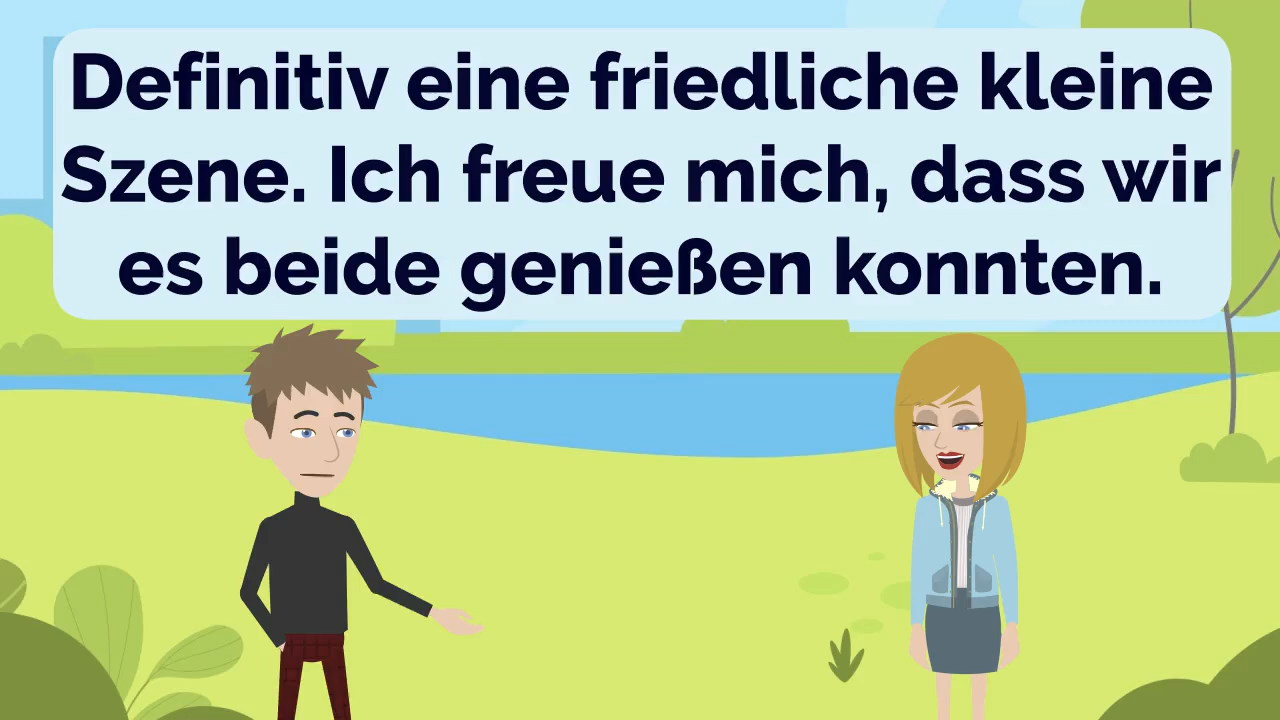 Definitiv eine friedliche kleine
Szene. Ich freue mich, dass wir
es beide genießen konnten.